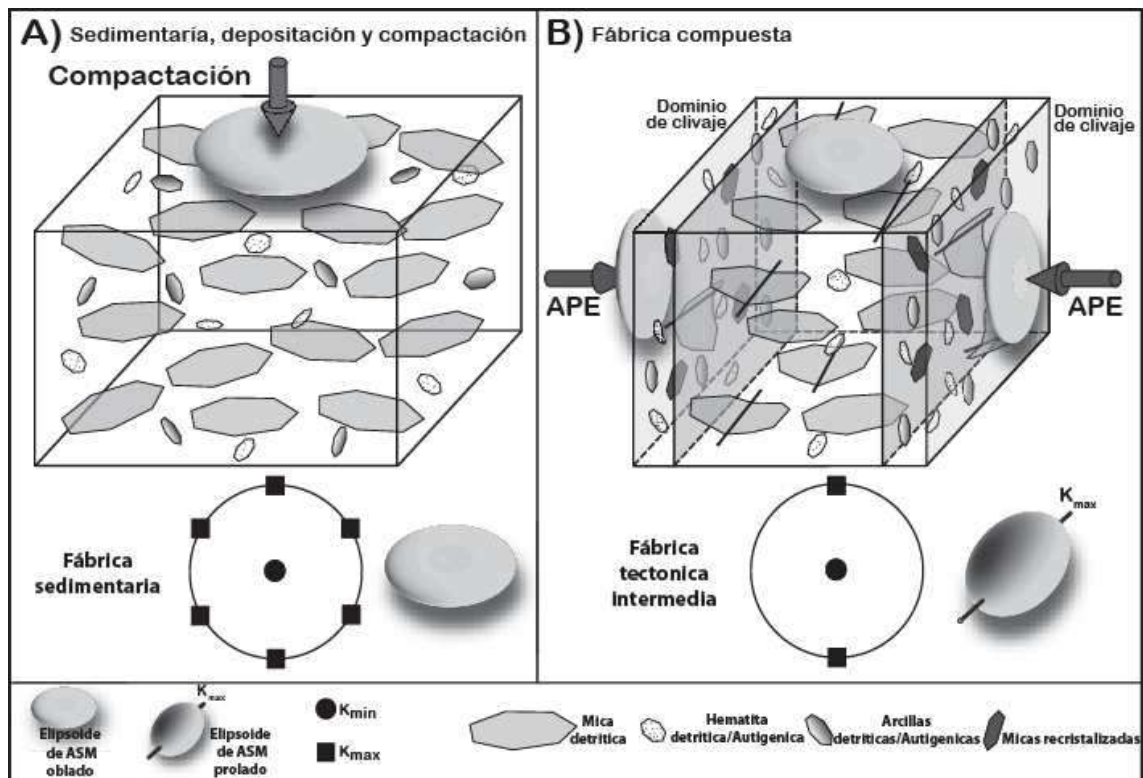 A) Sedimentaría, depositación y compactación
Compactación
Fábrica
sedimentaria
B) Fábrica compuesta
Dominio
de clivaje
Dominio
de clivaje
APE
APE
Fábrica
tectonica
intermedia
Kmax
Elipsoide
de ASM
oblado
Kmax
Elipsoide
de ASM
prolado
Kmin
Kmax
Mica
detrítica
Hematita
detrítica/Autigenica
Arcillas
detríticas/Autigenicas
Micas recristalizadas